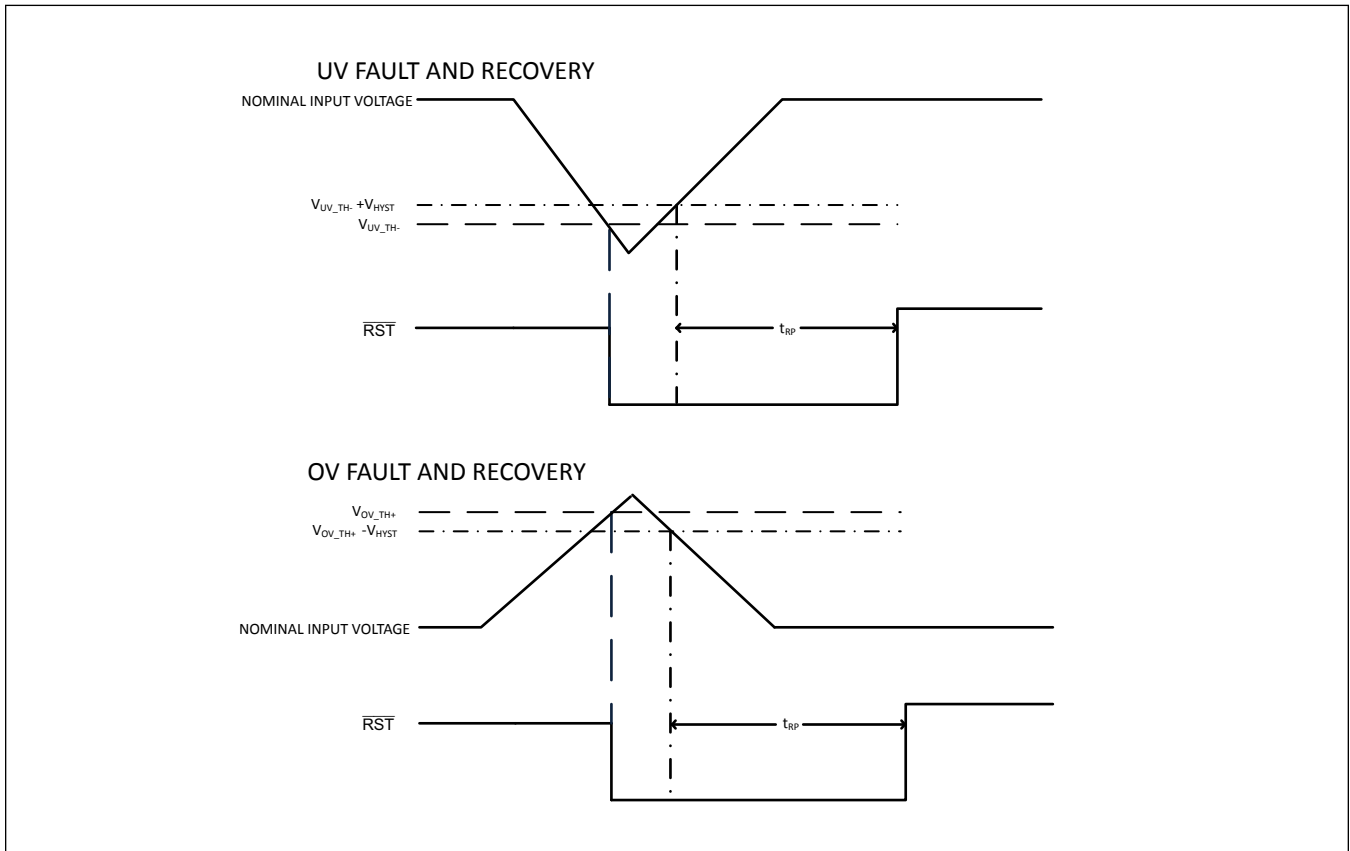 UV FAULT AND RECOVERY
NOMINAL INPUT VOLTAGE
VUV_TH- +VHYST
VUV_TH-
RST
tRP
OV FAULT AND RECOVERY
VOV_TH+
VOV_TH+ -VHYST
NOMINAL INPUT VOLTAGE
RST
tRP